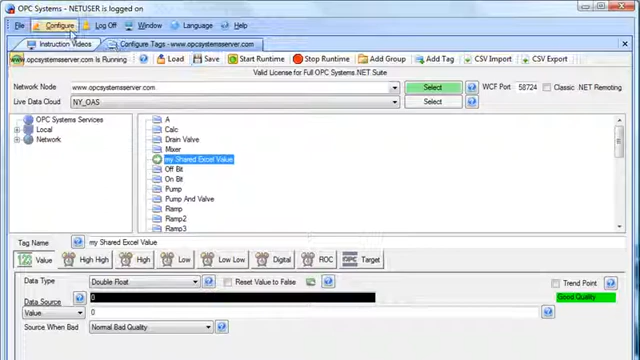 OPC Systems - NETUSER is logged on
File Configure Log Off Window Language Help
Instruction Videos Configure Tags - www.opcsystemsserver.com
www.opcsystemsserver.com Is Running Load Save Start Runtime Stop Runtime Add Group Add Tag CSV Import CSV Export
Valid License for Full OPC Systems.NET Suite
Network Node www.opcsystemsserver.com Select WCF Port 58724 Classic .NET Remoting
Live Data Cloud NY_OAS Select
OPC Systems Services
Local
Network
A
Calc
Drain Valve
Mixer
my Shared Excel Value
Off Bit
On Bit
Pump
Pump And Valve
Ramp
Ramp2
Ramp3
Tag Name my Shared Excel Value
123 Value High High High Low Low Low Digital ROC OPC Target
Data Type Double Float Reset Value to False Trend Point
Data Source 0 Good Quality
Value 0
Source When Bad Normal Bad Quality